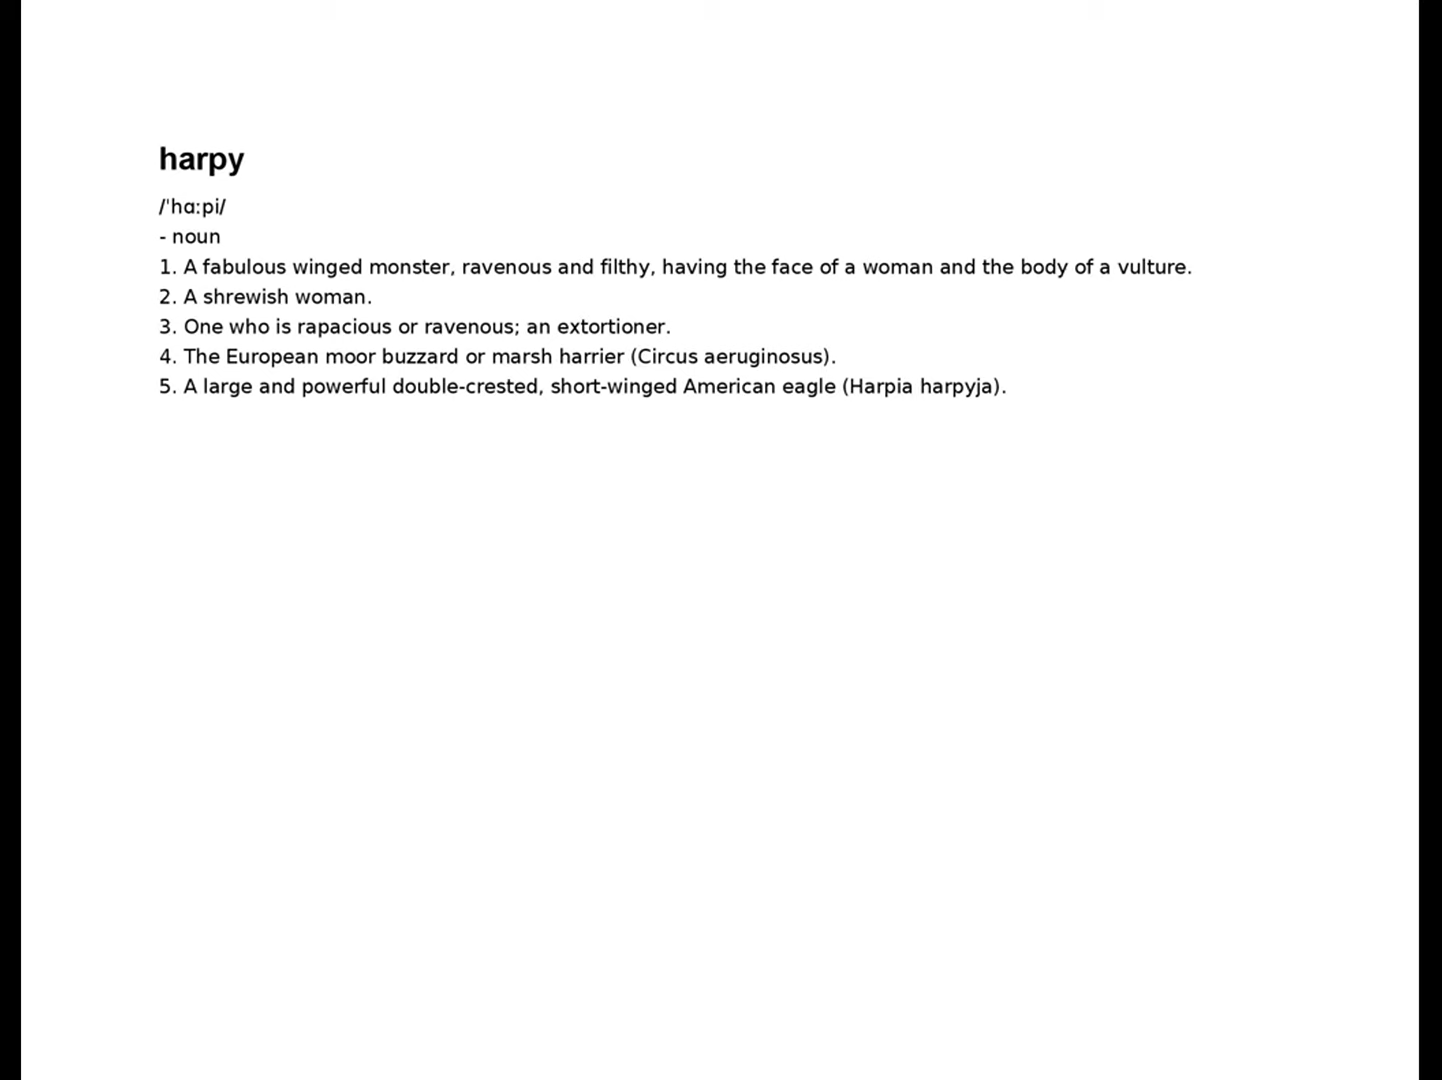 harpy
/ˈhɑːpi/
- noun
1. A fabulous winged monster, ravenous and filthy, having the face of a woman and the body of a vulture.
2. A shrewish woman.
3. One who is rapacious or ravenous; an extortioner.
4. The European moor buzzard or marsh harrier (Circus aeruginosus).
5. A large and powerful double-crested, short-winged American eagle (Harpia harpyja).